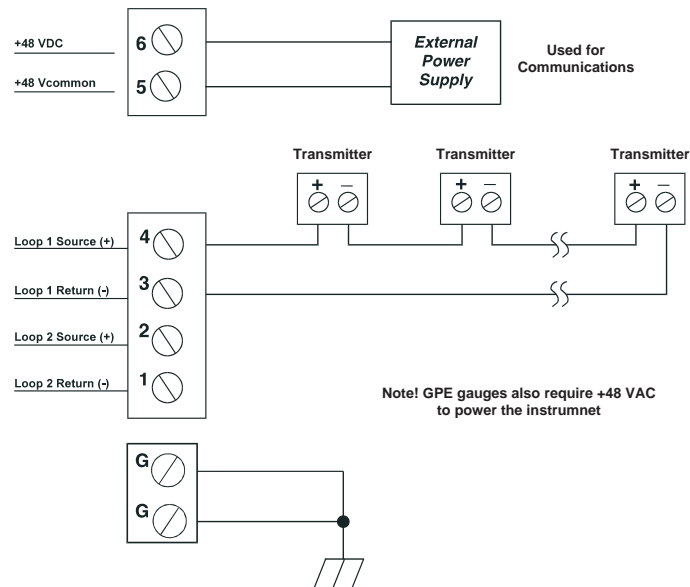 +48 VDC
6
+48 Vcommon
5
External
Power
Supply
Used for
Communications
Transmitter
Transmitter
Transmitter
+ –
+ –
+ –
Loop 1 Source (+)
4
Loop 1 Return (-)
3
Loop 2 Source (+)
2
Loop 2 Return (-)
1
Note! GPE gauges also require +48 VAC
to power the instrumnet
G
G